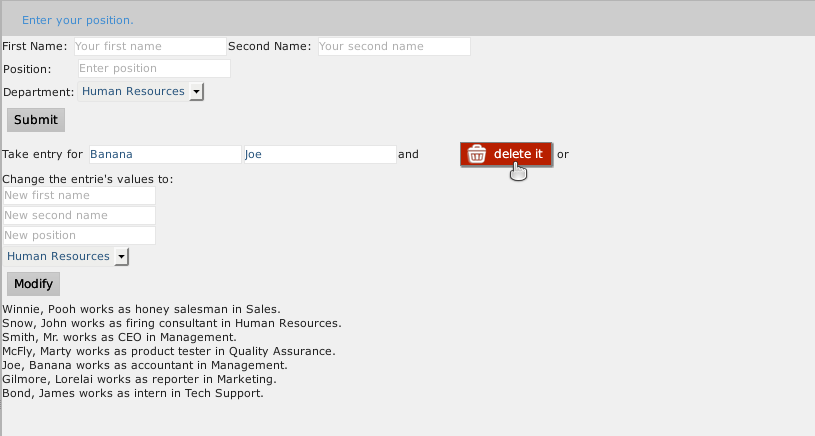 Enter your position.
First Name: Your first name Second Name: Your second name
Position: Enter position
Department: Human Resources
Submit
Take entry for Banana Joe and delete it or
Change the entrie's values to:
New first name
New second name
New position
Human Resources
Modify
Winnie, Pooh works as honey salesman in Sales.
Snow, John works as firing consultant in Human Resources.
Smith, Mr. works as CEO in Management.
McFly, Marty works as product tester in Quality Assurance.
Joe, Banana works as accountant in Management.
Gilmore, Lorelai works as reporter in Marketing.
Bond, James works as intern in Tech Support.